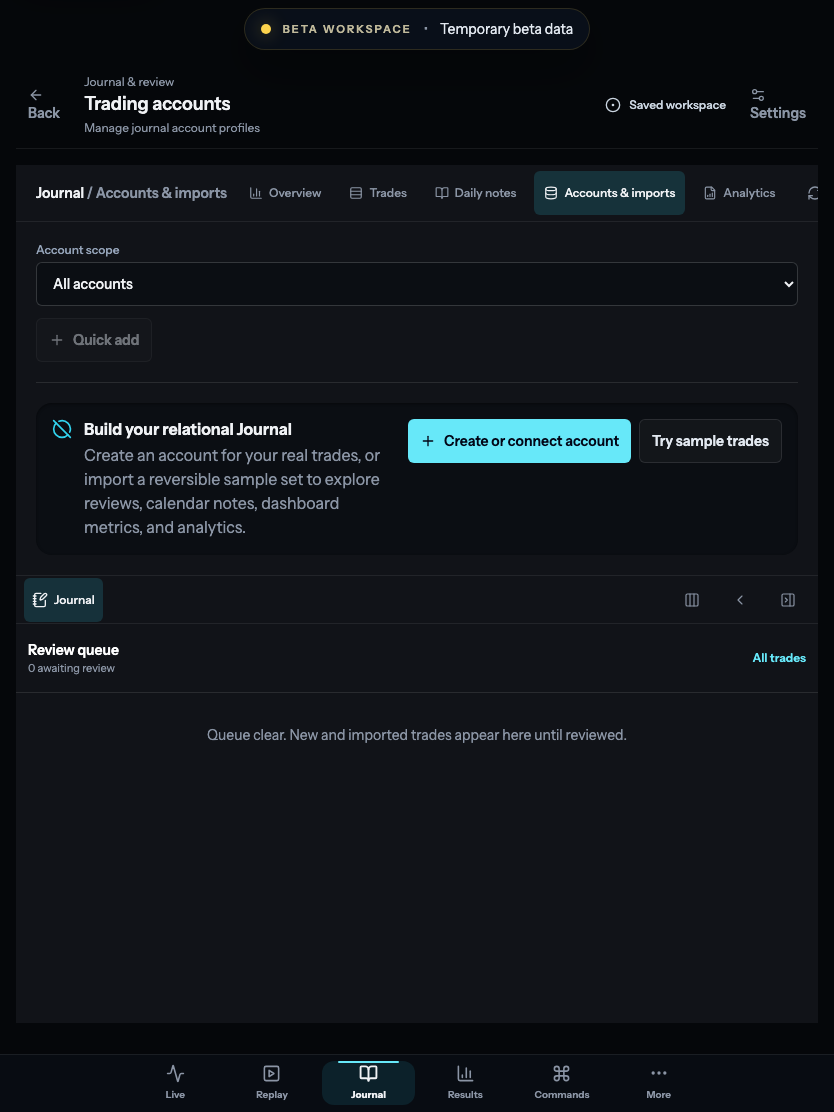 BETA WORKSPACE • Temporary beta data
Journal & review
Back
Trading accounts
Manage journal account profiles
Saved workspace
Settings
Journal / Accounts & imports
Overview
Trades
Daily notes
Accounts & imports
Analytics
Account scope
All accounts
+ Quick add
Build your relational Journal
Create an account for your real trades, or
import a reversible sample set to explore
reviews, calendar notes, dashboard
metrics, and analytics.
+ Create or connect account
Try sample trades
Journal
Review queue
0 awaiting review
All trades
Queue clear. New and imported trades appear here until reviewed.
Live
Replay
Journal
Results
Commands
More